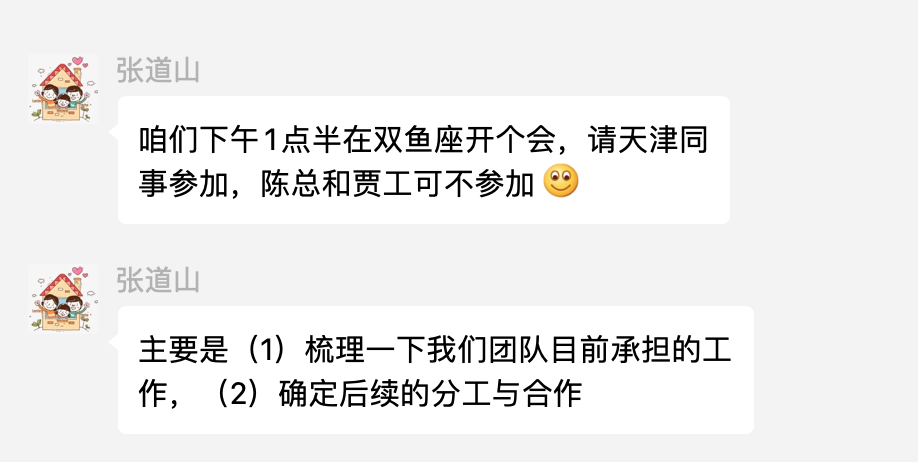 张道山
咱们下午1点半在双鱼座开个会，请天津同
事参加，陈总和贾工可不参加
张道山
主要是（1）梳理一下我们团队目前承担的工
作，（2）确定后续的分工与合作